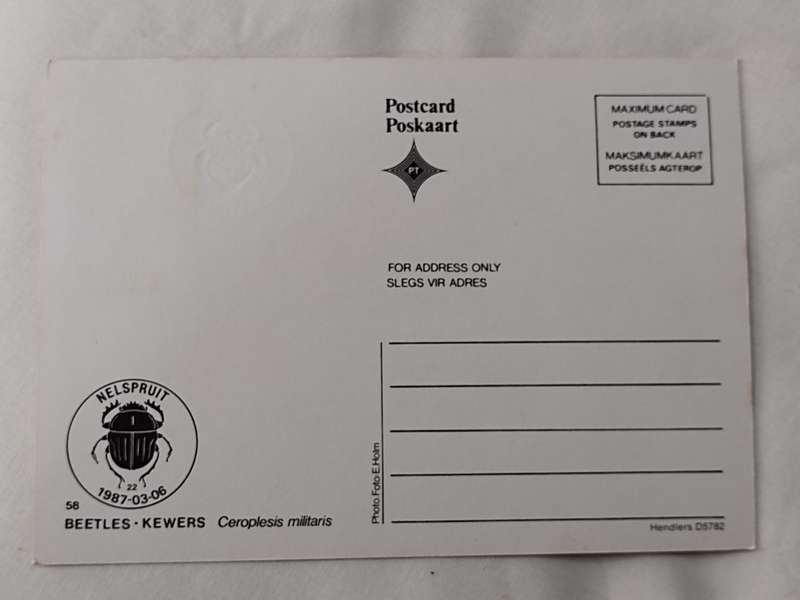 Postcard
Poskaart
PT
MAXIMUM CARD
POSTAGE STAMPS
ON BACK
MAKSIMUMKAART
POSSEËLS AGTEROP
FOR ADDRESS ONLY
SLEGS VIR ADRES
NELSPRUIT
1
22
1987-03-06
58
BEETLES · KEWERS Ceroplesis militaris
Photo.Foto E.Holm
Hendlers D5782